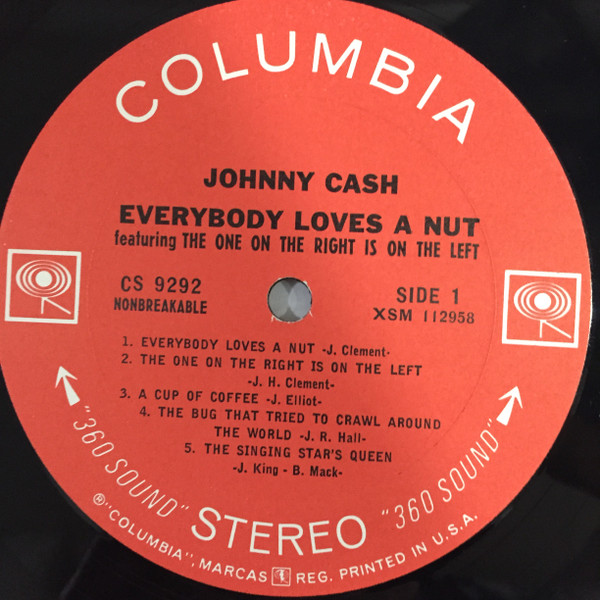 COLUMBIA
JOHNNY CASH
EVERYBODY LOVES A NUT
featuring THE ONE ON THE RIGHT IS ON THE LEFT
CS 9292
NONBREAKABLE
SIDE 1
XSM 112958
1. EVERYBODY LOVES A NUT -J. Clement-
2. THE ONE ON THE RIGHT IS ON THE LEFT
-J. H. Clement-
3. A CUP OF COFFEE -J. Elliot-
4. THE BUG THAT TRIED TO CRAWL AROUND
THE WORLD -J. R. Hall-
5. THE SINGING STAR'S QUEEN
-J. King - B. Mack-
"360 SOUND" STEREO "360 SOUND"
®"COLUMBIA", MARCAS REG. PRINTED IN U.S.A.